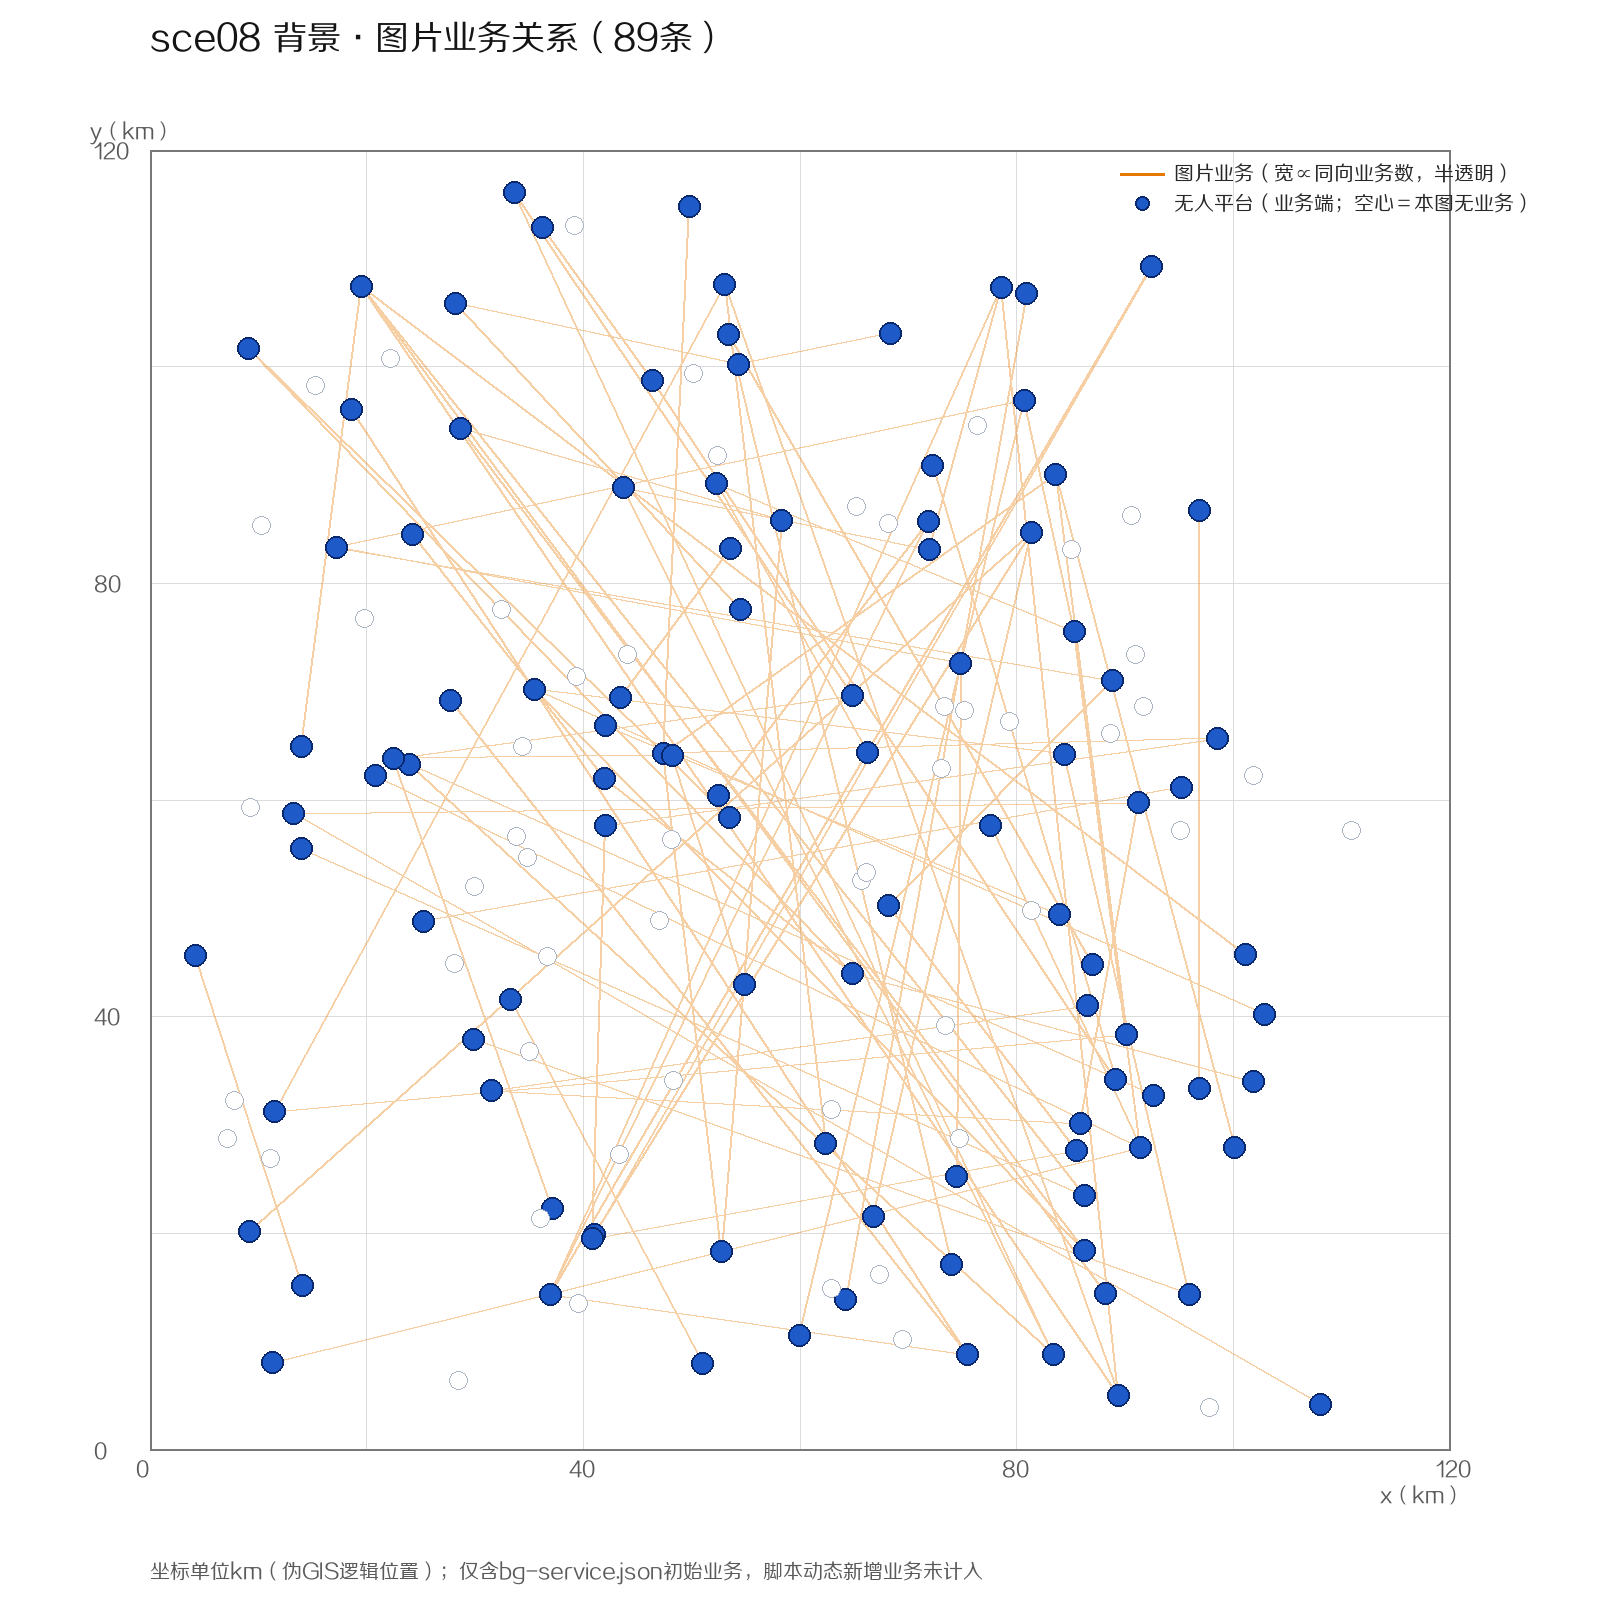 sce08 背景·图片业务关系（89条）
y（km）
120
图片业务（宽∝同向业务数，半透明）
无人平台（业务端；空心＝本图无业务）
80
40
0
0 40 80 120
x（km）
坐标单位km（伪GIS逻辑位置）；仅含bg-service.json初始业务，脚本动态新增业务未计入